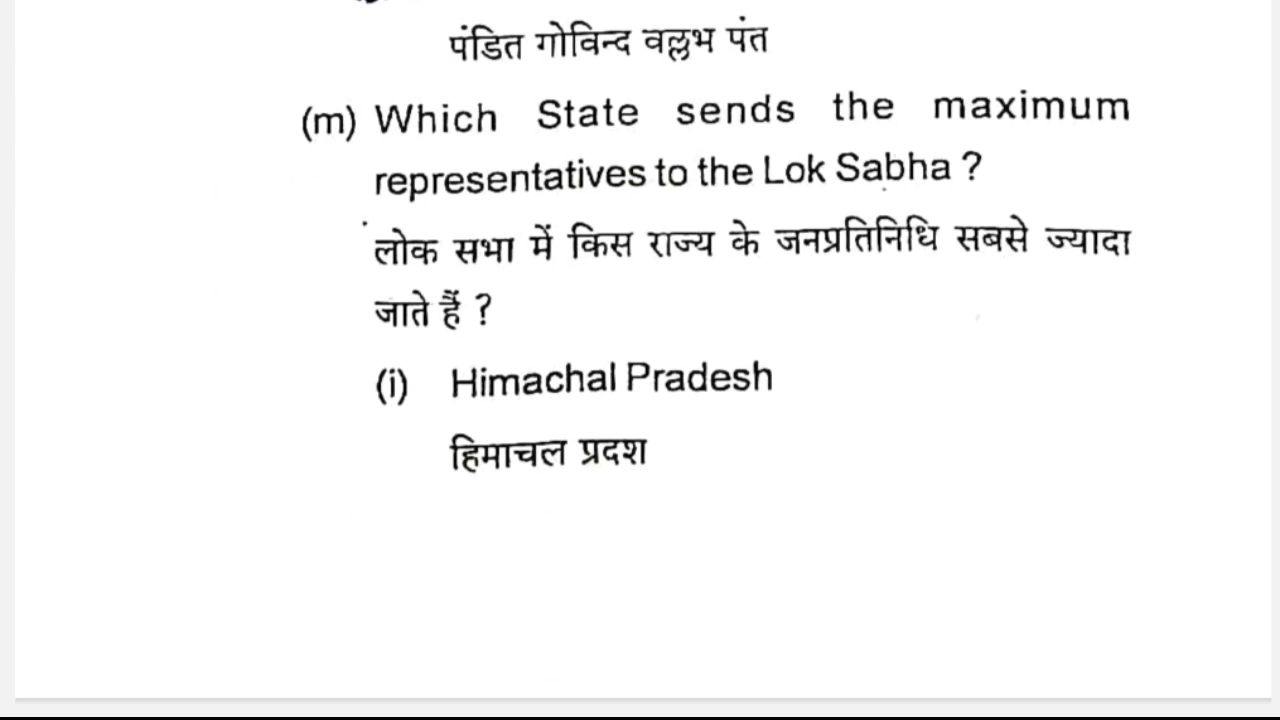 पंडित गोविन्द वल्लभ पंत
(m) Which State sends the maximum
representatives to the Lok Sabha ?
लोक सभा में किस राज्य के जनप्रतिनिधि सबसे ज्यादा
जाते हैं ?
(i) Himachal Pradesh
हिमाचल प्रदश